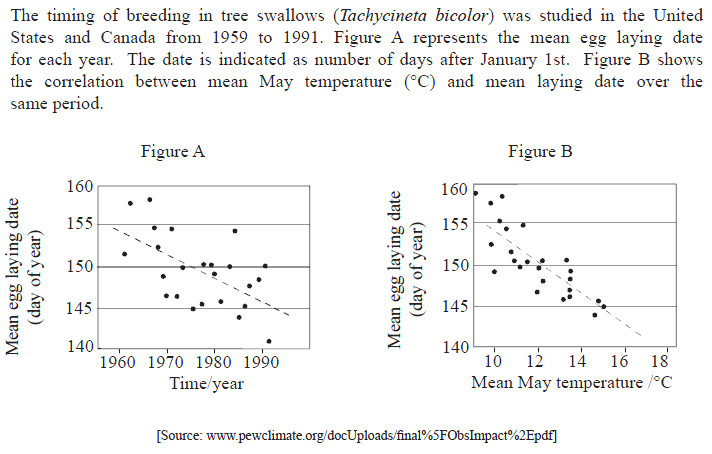 The timing of breeding in tree swallows (Tachycineta bicolor) was studied in the United
States and Canada from 1959 to 1991. Figure A represents the mean egg laying date
for each year. The date is indicated as number of days after January 1st. Figure B shows
the correlation between mean May temperature (°C) and mean laying date over the
same period.
Figure A
Mean egg laying date
(day of year)
160
155
150
145
140
1960 1970 1980 1990
Time/year
Figure B
Mean egg laying date
(day of year)
160
155
150
145
140
10 12 14 16 18
Mean May temperature /°C
[Source: www.pewclimate.org/docUploads/final%5FObsImpact%2Epdf]